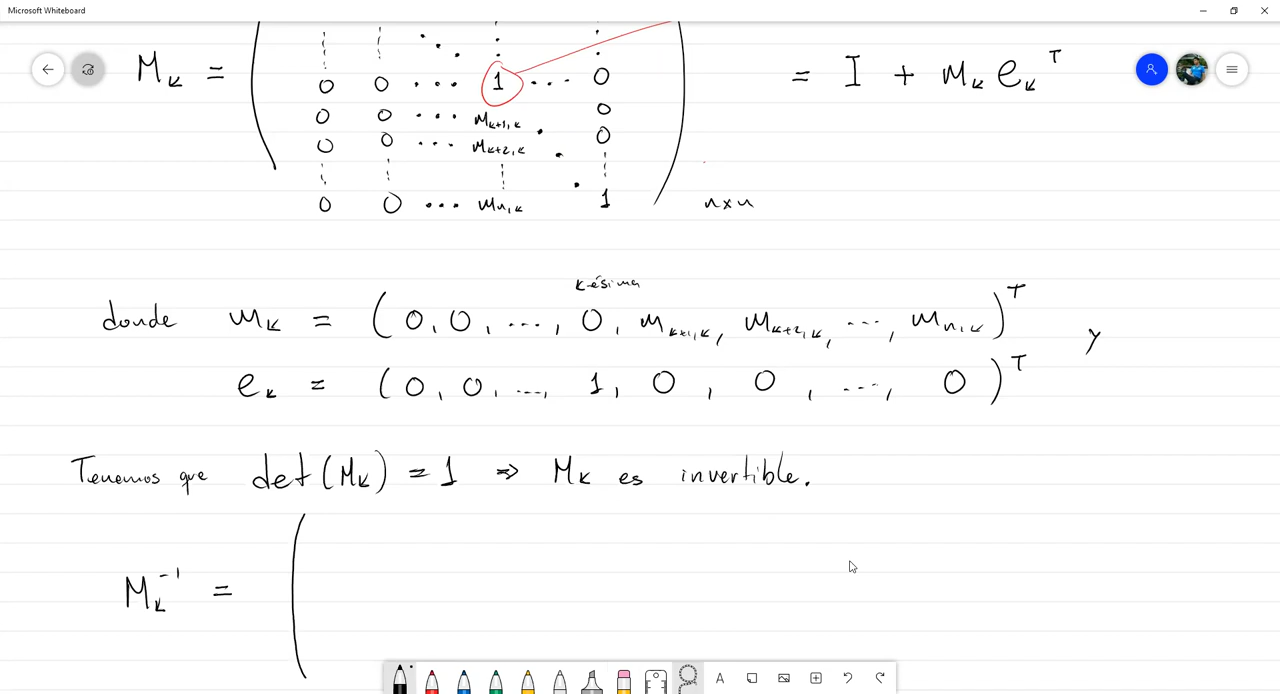 Microsoft Whiteboard
M_k = ( 0 0 ... 1 ... 0 = I + m_k e_k^T
0 0 ... m_{k+1,k} 0
0 0 ... m_{k+2,k} 0
0 0 ... m_{n,k} 1 ) n×n
k-ésima
donde m_k = (0, 0, ..., 0, m_{k+1,k}, m_{k+2,k}, ..., m_{n,k})^T y
e_k = (0, 0, ..., 1, 0, 0, ..., 0)^T
Tenemos que det(M_k) = 1 ⇒ M_k es invertible.
M_k^{-1} = (
A